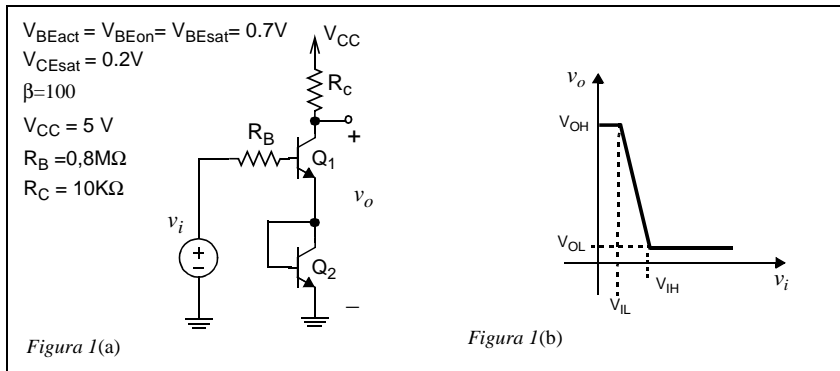 V_BEact = V_BEon = V_BEsat = 0.7V
V_CEsat = 0.2V
β=100
V_CC = 5 V
R_B =0,8MΩ
R_C = 10KΩ
V_CC
R_c
+
R_B
Q_1
v_o
v_i
+
−
Q_2
−
Figura 1(a)
v_o
V_OH
V_OL
V_IL
V_IH
v_i
Figura 1(b)